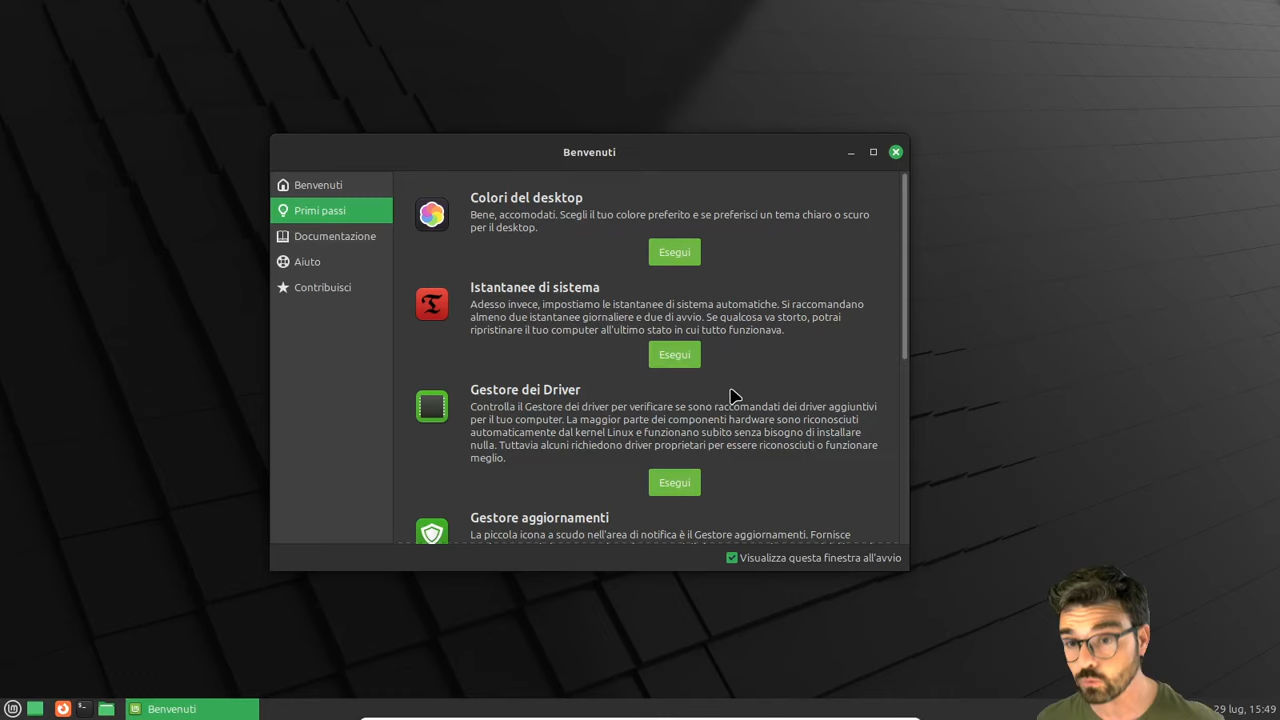 Benvenuti
Benvenuti
Primi passi
Documentazione
Aiuto
Contribuisci
Colori del desktop
Bene, accomodati. Scegli il tuo colore preferito e se preferisci un tema chiaro o scuro
per il desktop.
Esegui
Istantanee di sistema
Adesso invece, impostiamo le istantanee di sistema automatiche. Si raccomandano
almeno due istantanee giornaliere e due di avvio. Se qualcosa va storto, potrai
ripristinare il tuo computer all'ultimo stato in cui tutto funzionava.
Esegui
Gestore dei Driver
Controlla il Gestore dei driver per verificare se sono raccomandati dei driver aggiuntivi
per il tuo computer. La maggior parte dei componenti hardware sono riconosciuti
automaticamente dal kernel Linux e funzionano subito senza bisogno di installare
nulla. Tuttavia alcuni richiedono driver proprietari per essere riconosciuti o funzionare
meglio.
Esegui
Gestore aggiornamenti
La piccola icona a scudo nell'area di notifica è il Gestore aggiornamenti. Fornisce
Visualizza questa finestra all'avvio
Benvenuti
29 lug, 15:49